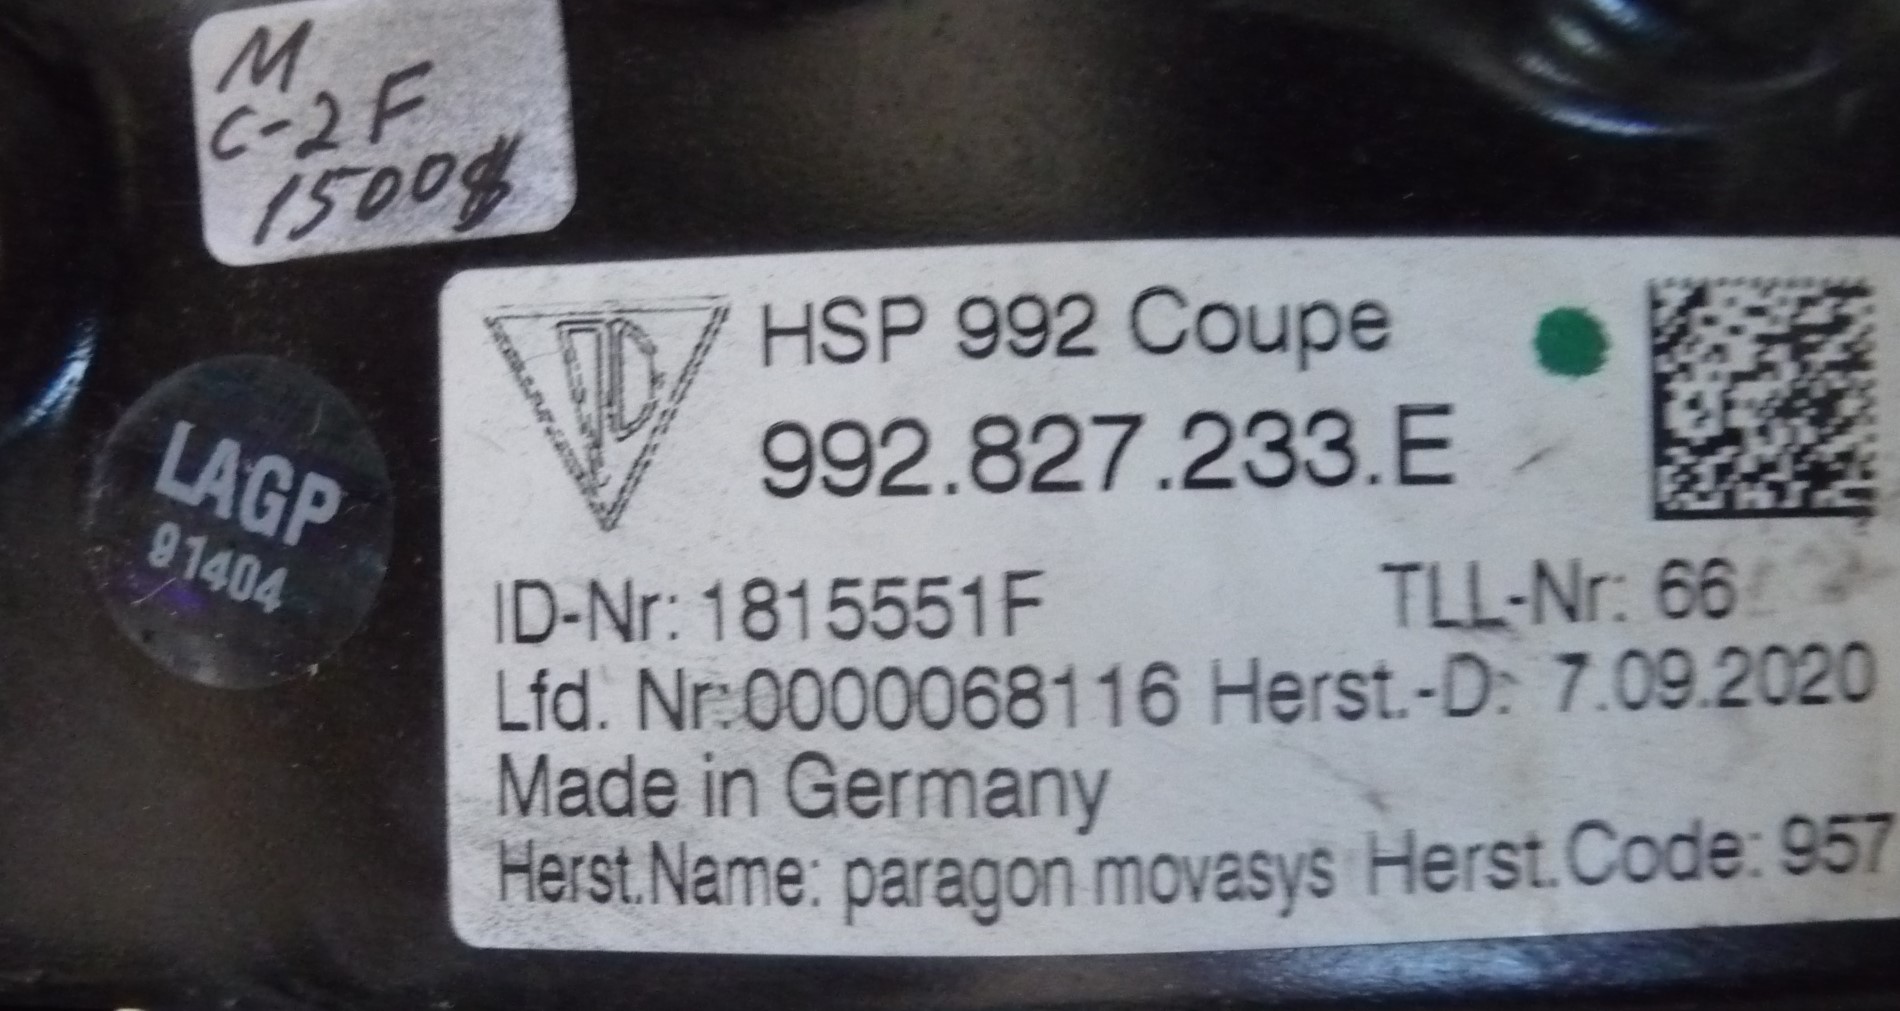 M
C-2F
1500$
HSP 992 Coupe
992.827.233.E
LAGP
91404
ID-Nr: 1815551F TLL-Nr: 66
Lfd. Nr:0000068116 Herst.-D: 7.09.2020
Made in Germany
Herst.Name: paragon movasys Herst.Code: 957